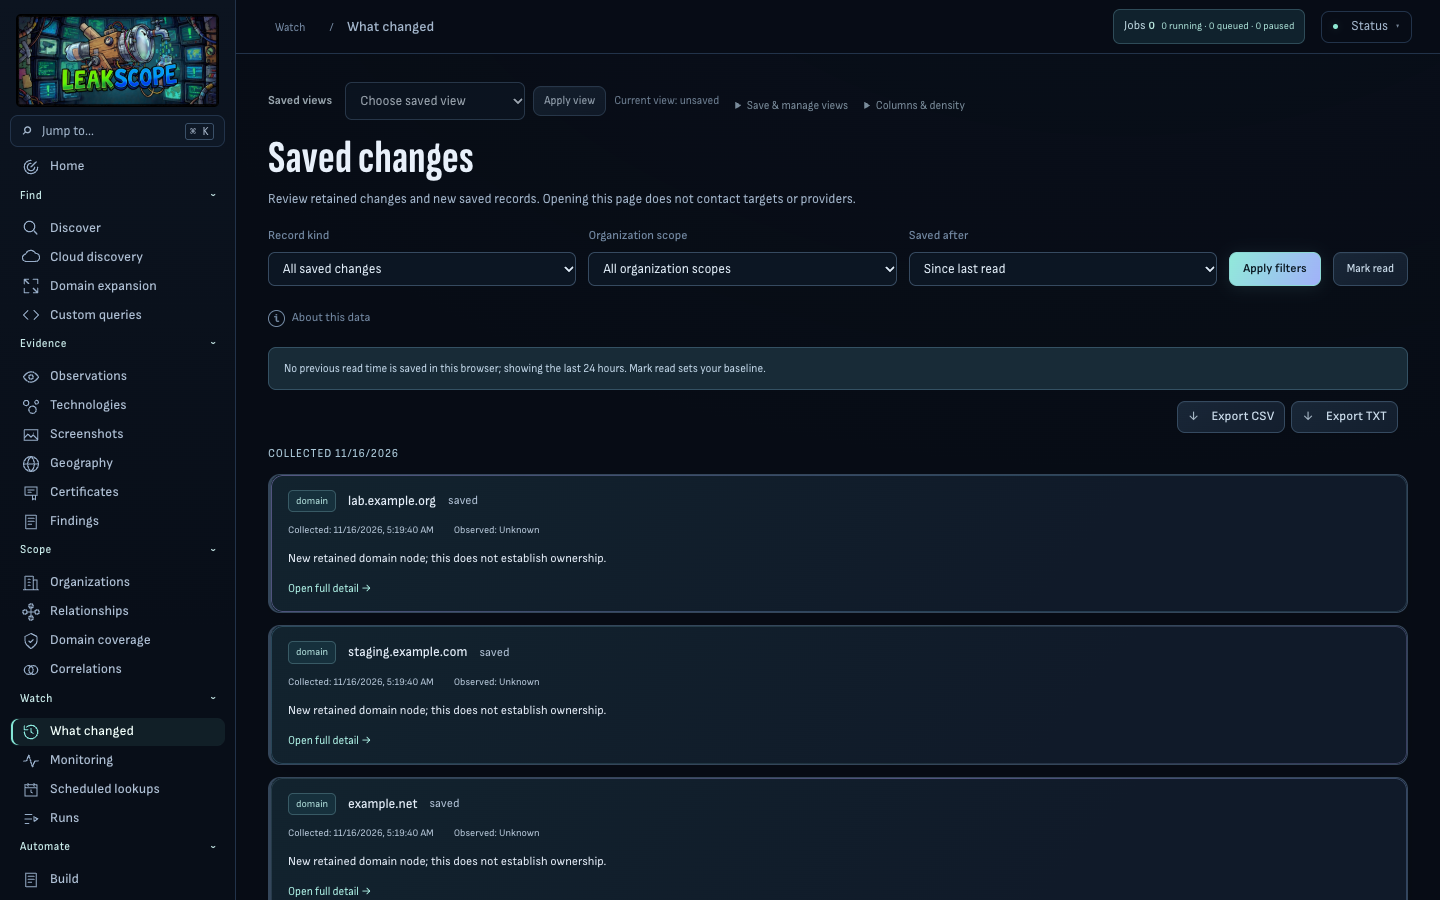 LEAKSCOPE
Jump to...
⌘ K
Home
Find
Discover
Cloud discovery
Domain expansion
Custom queries
Evidence
Observations
Technologies
Screenshots
Geography
Certificates
Findings
Scope
Organizations
Relationships
Domain coverage
Correlations
Watch
What changed
Monitoring
Scheduled lookups
Runs
Automate
Build
Watch / What changed
Jobs 0 0 running · 0 queued · 0 paused
Status
Saved views
Choose saved view
Apply view
Current view: unsaved
Save & manage views
Columns & density
Saved changes
Review retained changes and new saved records. Opening this page does not contact targets or providers.
Record kind
Organization scope
Saved after
All saved changes
All organization scopes
Since last read
Apply filters
Mark read
About this data
No previous read time is saved in this browser; showing the last 24 hours. Mark read sets your baseline.
↓ Export CSV
↓ Export TXT
COLLECTED 11/16/2026
domain lab.example.org saved
Collected: 11/16/2026, 5:19:40 AM Observed: Unknown
New retained domain node; this does not establish ownership.
Open full detail →
domain staging.example.com saved
Collected: 11/16/2026, 5:19:40 AM Observed: Unknown
New retained domain node; this does not establish ownership.
Open full detail →
domain example.net saved
Collected: 11/16/2026, 5:19:40 AM Observed: Unknown
New retained domain node; this does not establish ownership.
Open full detail →